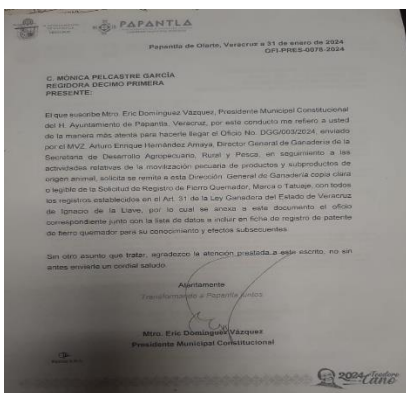 PAPANTLA
Papantla de Olarte, Veracruz a 31 de enero de 2024
OFI-PRES-0078-2024
C. MÓNICA PELCASTRE GARCÍA
REGIDORA DECIMO PRIMERA
PRESENTE:
El que suscribe Mtro. Eric Domínguez Vázquez, Presidente Municipal Constitucional
del H. Ayuntamiento de Papantla, Veracruz, por este conducto me refiero a usted
de la manera más atenta para hacerle llegar el Oficio No. DGG/003/2024, enviado
por el MVZ. Arturo Enrique Hernández Amaya, Director General de Ganadería de la
Secretaria de Desarrollo Agropecuario, Rural y Pesca, en seguimiento a las
actividades relativas de la movilización pecuaria de productos y subproductos de
origen animal, solicita se remita a esta Dirección General de Ganadería copia clara
o legible de la Solicitud de Registro de Fierro Quemador, Marca o Tatuaje, con todos
los registros establecidos en el Art. 31 de la Ley Ganadera del Estado de Veracruz
de Ignacio de la Llave, por lo cual se anexa a este documento el oficio
correspondiente junto con la lista de datos a incluir en ficha de registro de patente
de fierro quemador para su conocimiento y efectos subsecuentes.
Sin otro asunto que tratar, agradezco la atención prestada a este escrito, no sin
antes enviarle un cordial saludo.
Atentamente
Transformando a Papantla juntos
Mtro. Eric Domínguez Vázquez
Presidente Municipal Constitucional
2024 Teodoro
Cano